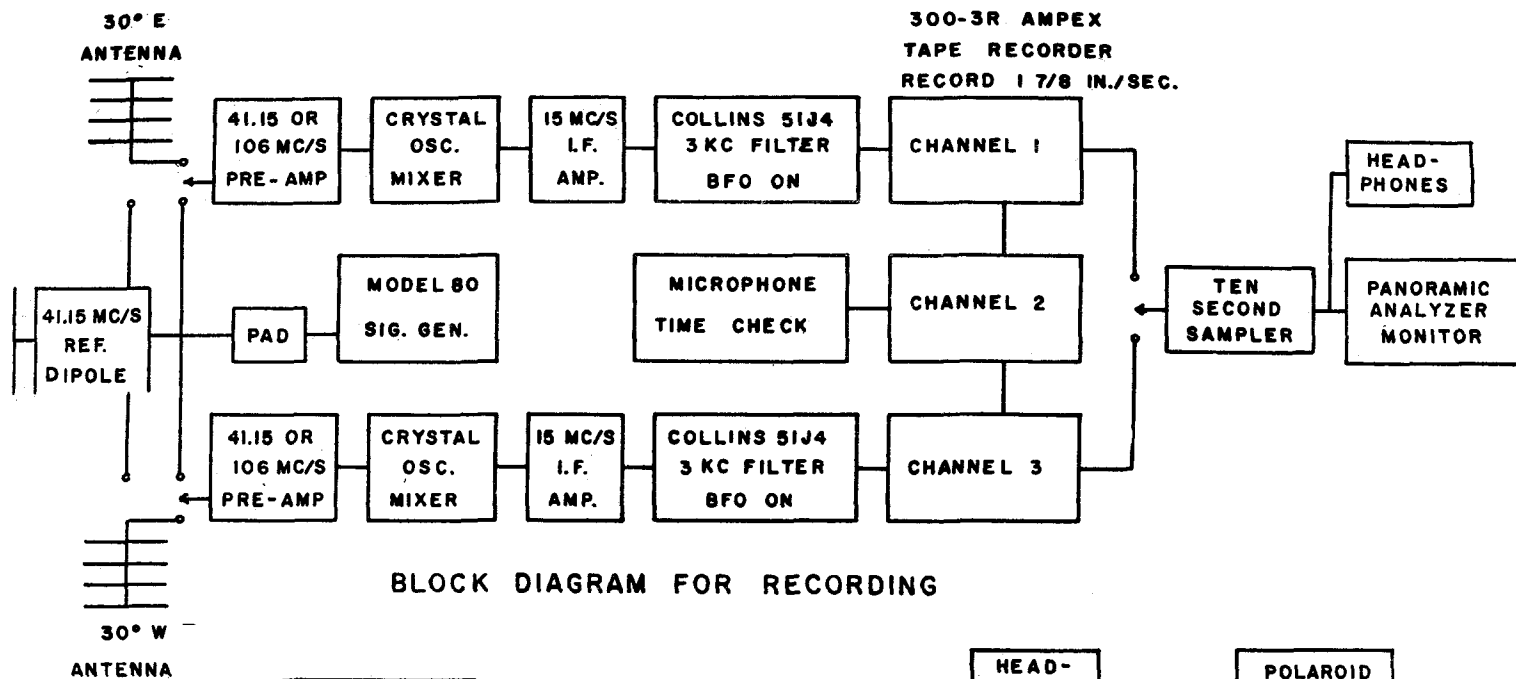 30° E
ANTENNA
300-3R AMPEX
TAPE RECORDER
RECORD 1 7/8 IN./SEC.
41.15 OR
106 MC/S
PRE-AMP
CRYSTAL
OSC.
MIXER
15 MC/S
I.F.
AMP.
COLLINS 51J4
3 KC FILTER
BFO ON
CHANNEL 1
HEAD-
PHONES
41.15 MC/S
REF.
DIPOLE
PAD
MODEL 80
SIG. GEN.
MICROPHONE
TIME CHECK
CHANNEL 2
TEN
SECOND
SAMPLER
PANORAMIC
ANALYZER
MONITOR
41.15 OR
106 MC/S
PRE-AMP
CRYSTAL
OSC.
MIXER
15 MC/S
I.F.
AMP.
COLLINS 51J4
3 KC FILTER
BFO ON
CHANNEL 3
BLOCK DIAGRAM FOR RECORDING
30° W
ANTENNA
HEAD-
POLAROID